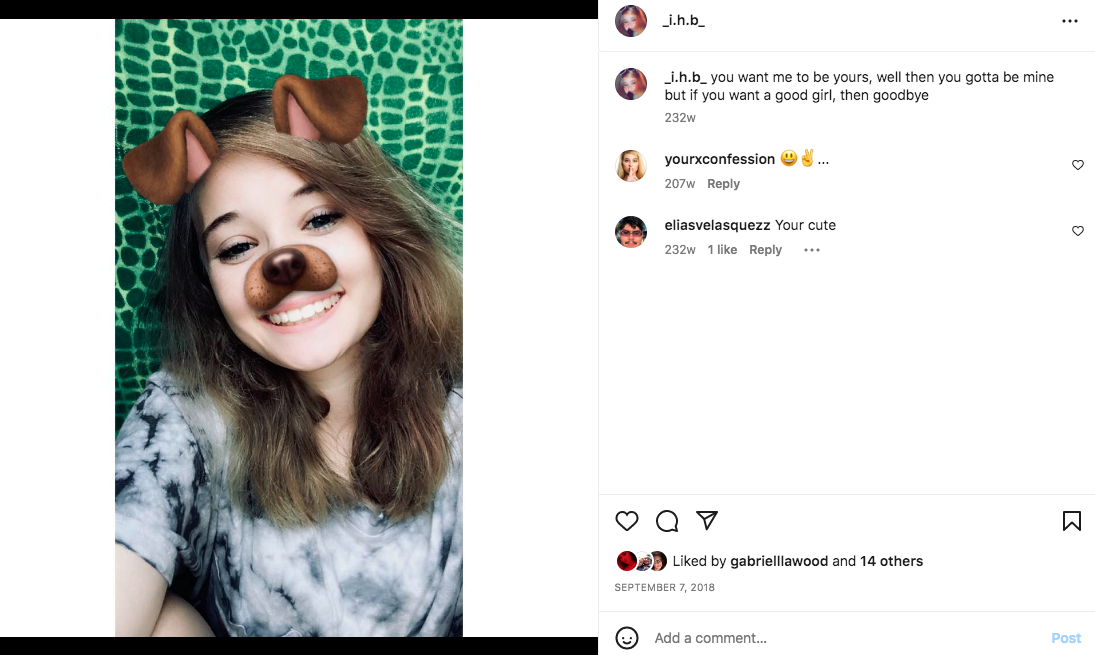 _i.h.b_
_i.h.b_ you want me to be yours, well then you gotta be mine
but if you want a good girl, then goodbye
232w
yourxconfession 😃✌️...
207w Reply
eliasvelasquezz Your cute
232w 1 like Reply
Liked by gabrielllawood and 14 others
SEPTEMBER 7, 2018
Add a comment...
Post